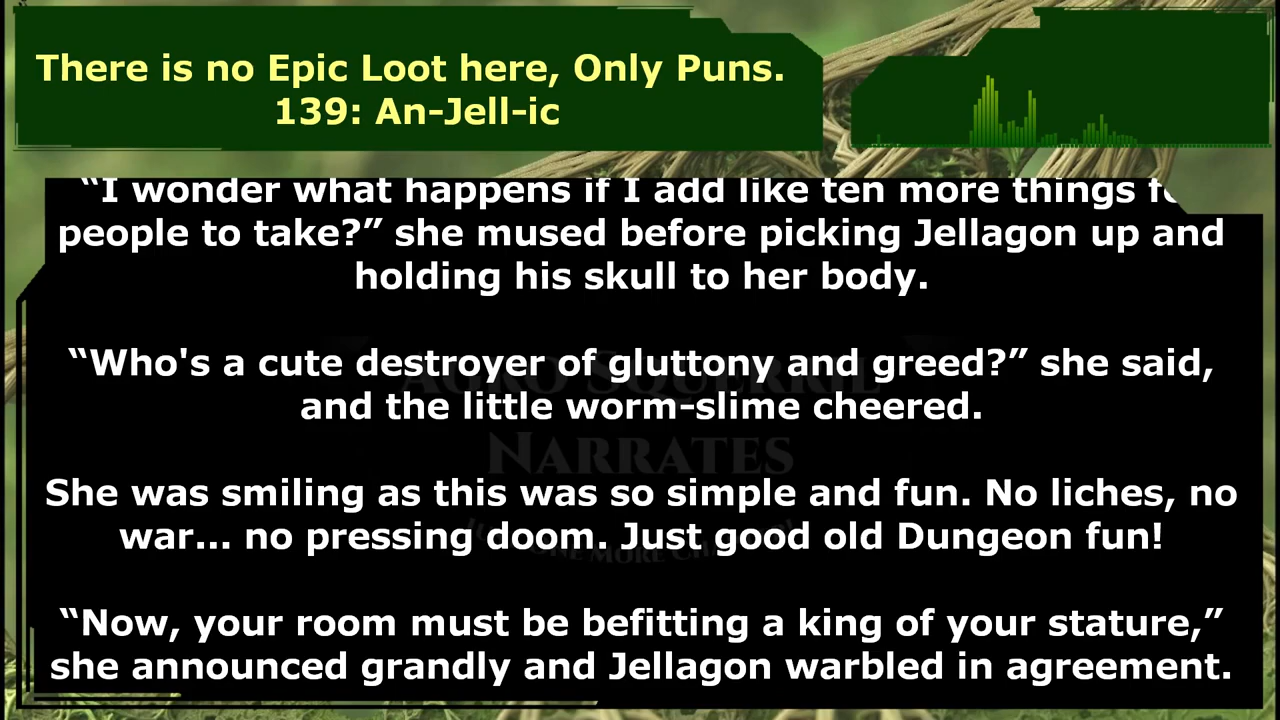 There is no Epic Loot here, Only Puns.
139: An-Jell-ic
“I wonder what happens if I add like ten more things
people to take?” she mused before picking Jellagon up and
holding his skull to her body.
“Who's a cute destroyer of gluttony and greed?” she said,
and the little worm-slime cheered.
She was smiling as this was so simple and fun. No liches, no
war... no pressing doom. Just good old Dungeon fun!
“Now, your room must be befitting a king of your stature,”
she announced grandly and Jellagon warbled in agreement.
Narrates